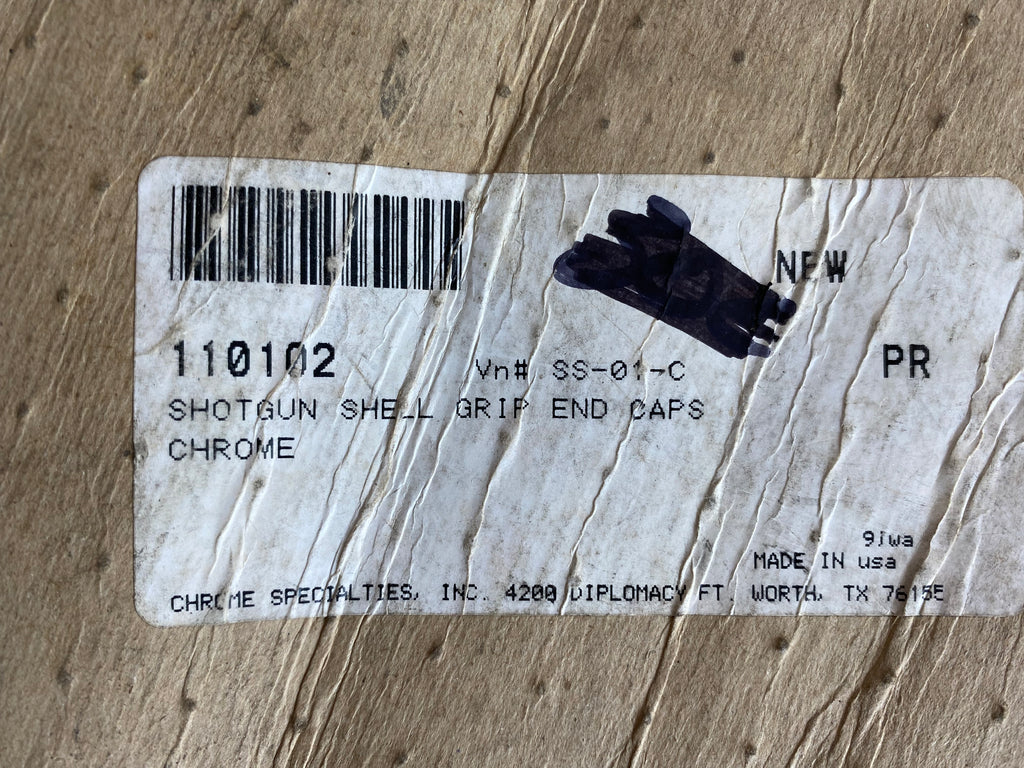 NEW
110102 Vn# SS-01-C PR
SHOTGUN SHELL GRIP END CAPS
CHROME
MADE IN usa
CHROME SPECIALTIES, INC. 4200 DIPLOMACY FT. WORTH, TX 76155